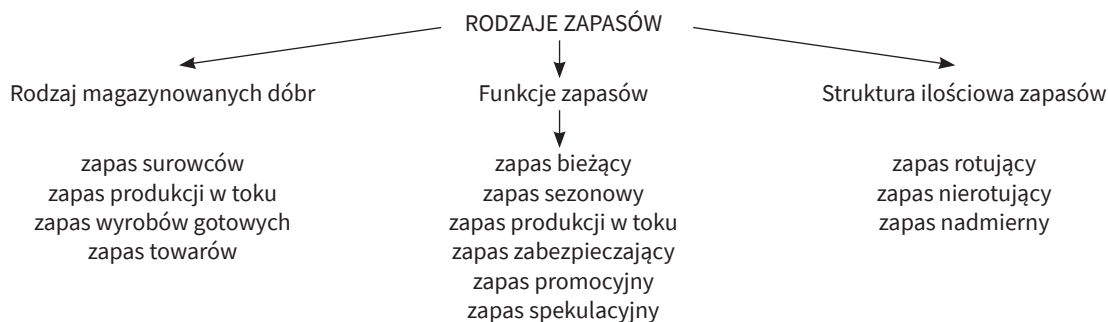 RODZAJE ZAPASÓW
Rodzaj magazynowanych dóbr
zapas surowców
zapas produkcji w toku
zapas wyrobów gotowych
zapas towarów
Funkcje zapasów
zapas bieżący
zapas sezonowy
zapas produkcji w toku
zapas zabezpieczający
zapas promocyjny
zapas spekulacyjny
Struktura ilościowa zapasów
zapas rotujący
zapas nierotujący
zapas nadmierny